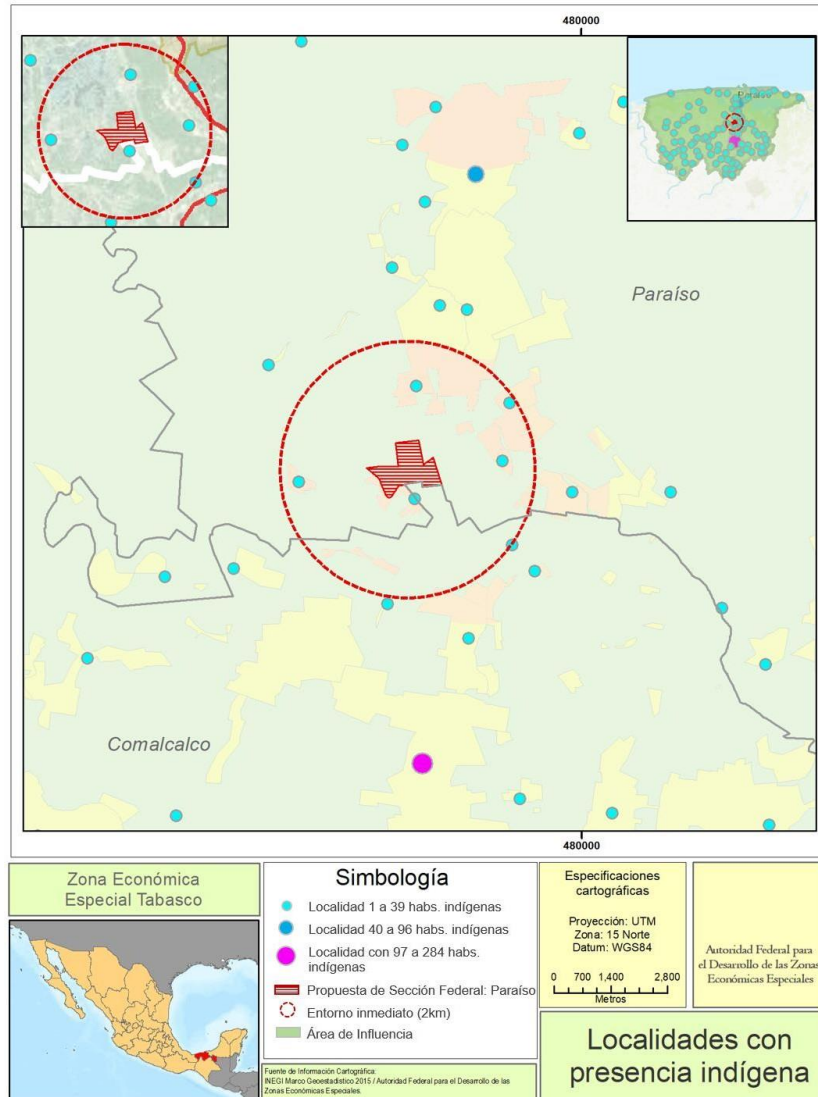 480000
Paraíso
Paraíso
Comalcalco
480000
Zona Económica
Especial Tabasco
Simbología
Localidad 1 a 39 habs. indígenas
Localidad 40 a 96 habs. indígenas
Localidad con 97 a 284 habs.
indígenas
Propuesta de Sección Federal: Paraíso
Entorno inmediato (2km)
Área de Influencia
Fuente de Información Cartográfica:
INEGI Marco Geoestadístico 2015 / Autoridad Federal para el Desarrollo de las
Zonas Económicas Especiales.
Especificaciones
cartográficas
Proyección: UTM
Zona: 15 Norte
Datum: WGS84
0 700 1,400 2,800
Metros
Autoridad Federal para
el Desarrollo de las Zonas
Económicas Especiales
Localidades con
presencia indígena